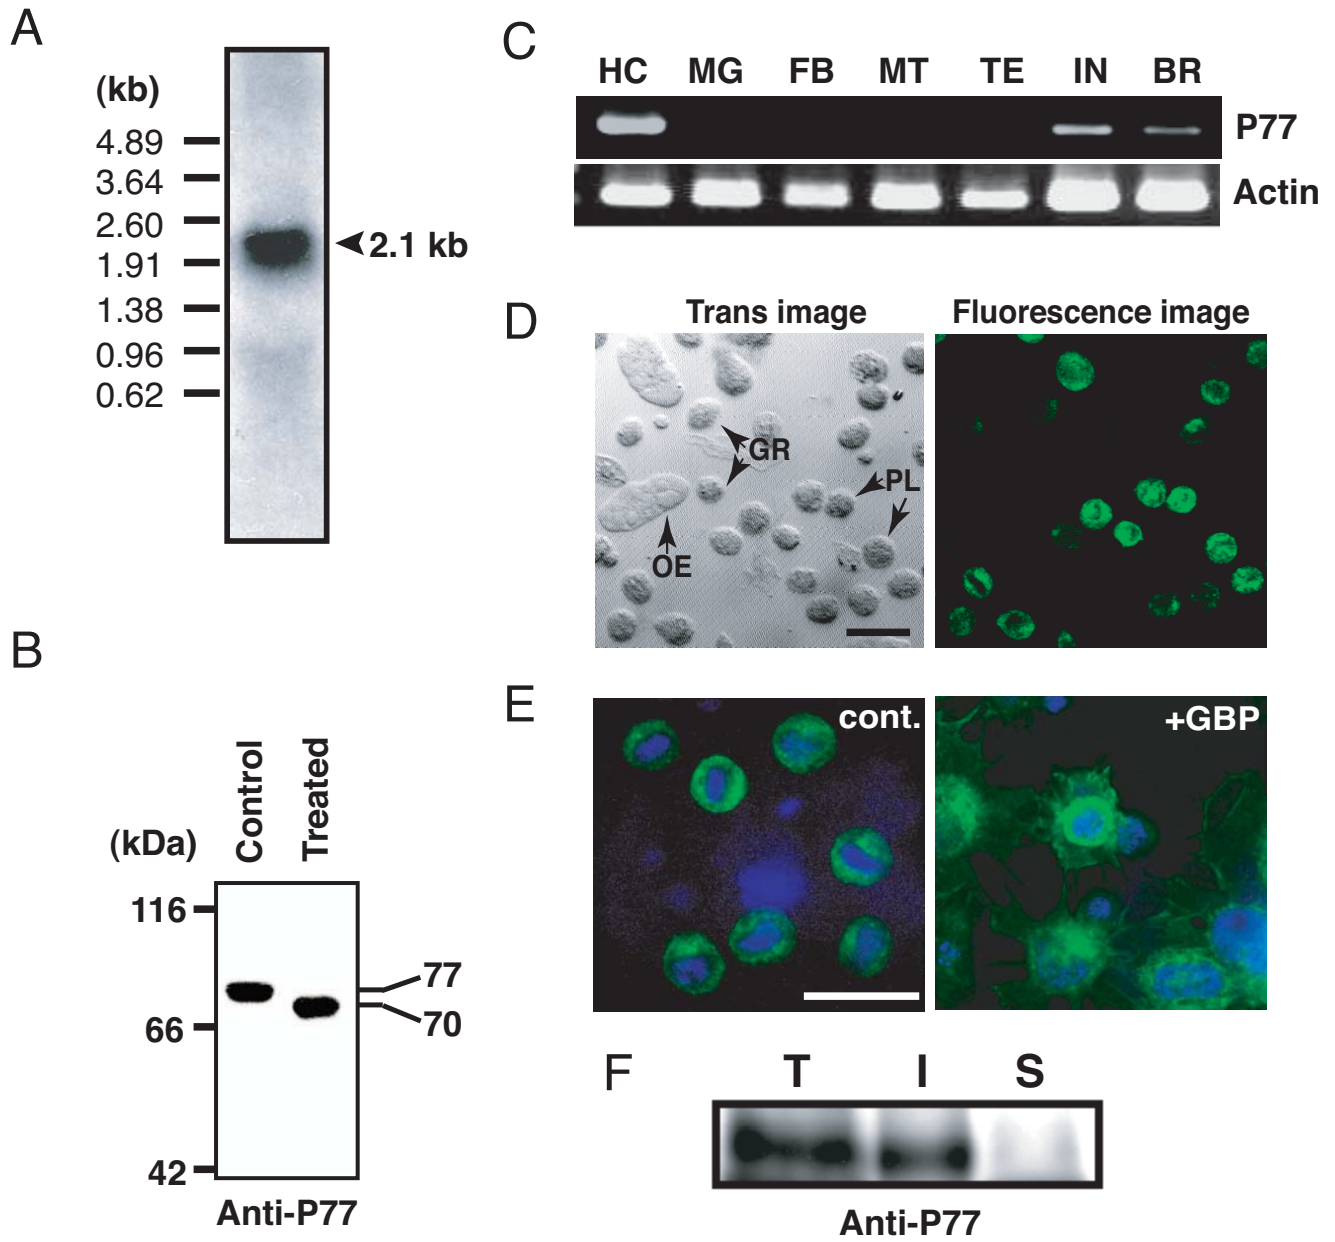 A
(kb)
4.89
3.64
2.60
1.91
1.38
0.96
0.62
2.1 kb
B
Control
Treated
(kDa)
116
66
42
77
70
Anti-P77
C
HC MG FB MT TE IN BR
P77
Actin
D
Trans image Fluorescence image
GR
PL
OE
E
cont.
+GBP
F
T I S
Anti-P77